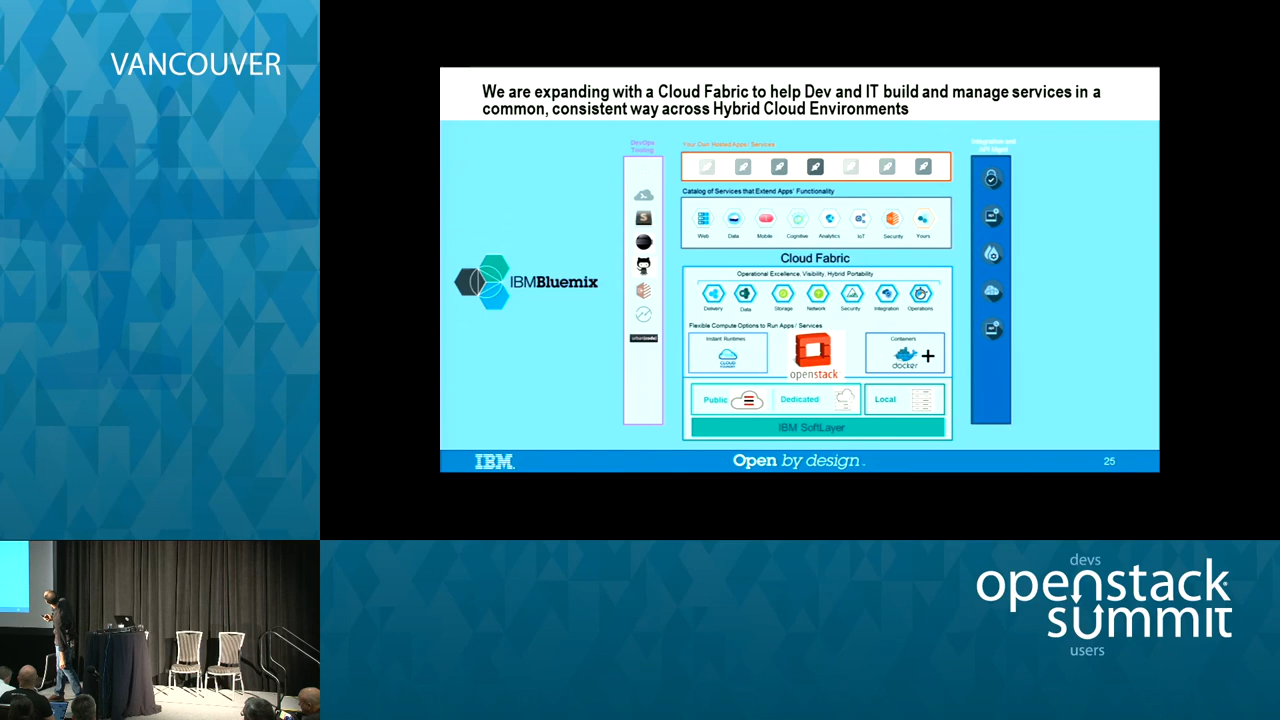 VANCOUVER
We are expanding with a Cloud Fabric to help Dev and IT build and manage services in a
common, consistent way across Hybrid Cloud Environments
DevOps
Tooling
Your Own Hosted Apps / Services
Integration and
API Mgmt
Catalog of Services that Extend Apps' Functionality
Web
Data
Mobile
Cognitive
Analytics
IoT
Security
Yours
IBMBluemix
Cloud Fabric
Operational Excellence, Visibility, Hybrid Portability
Delivery
Data
Storage
Network
Security
Integration
Operations
Flexible Compute Options to Run Apps / Services
Instant Runtimes
CLOUD
FOUNDRY
openstack
Containers
docker
+
Public
Dedicated
Local
IBM SoftLayer
IBM
Open by design
25
devs
openstack
summit
users